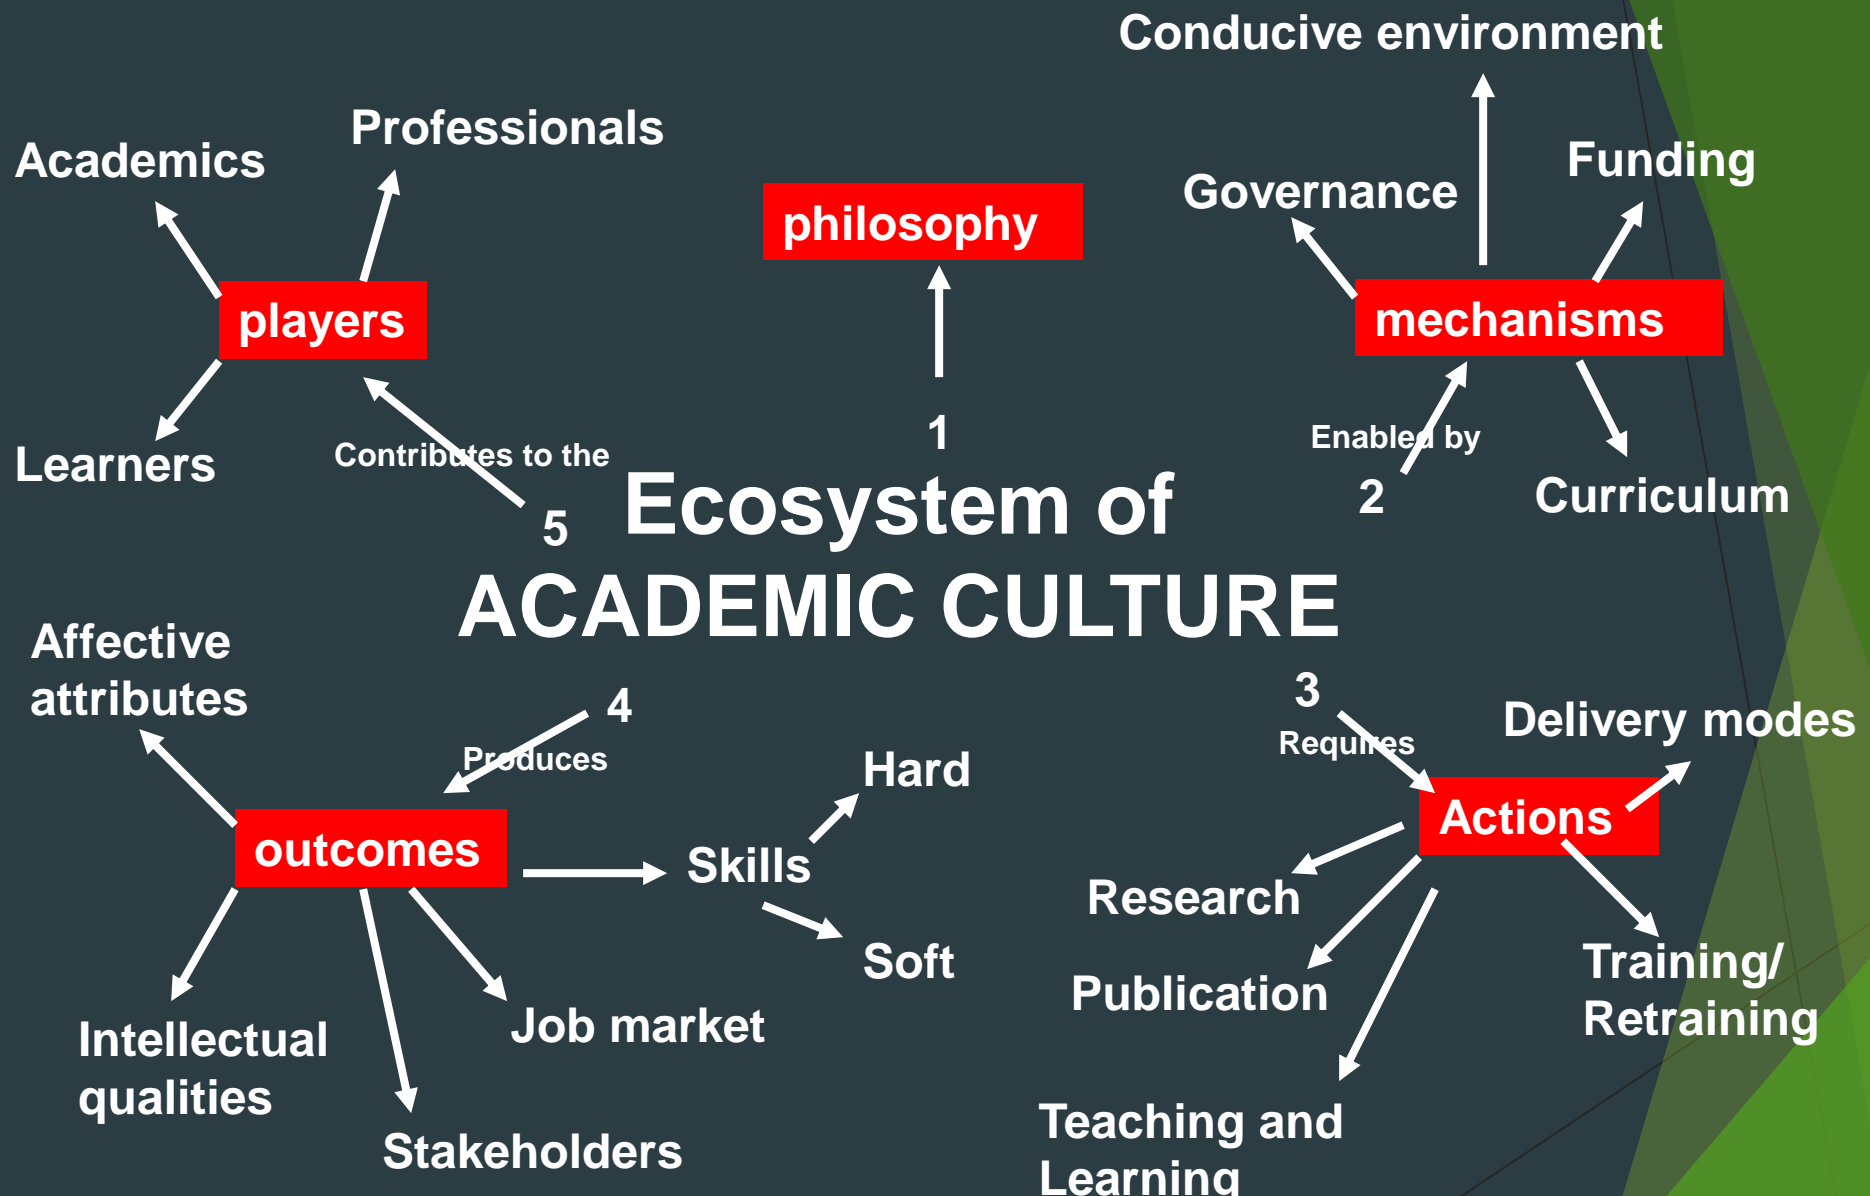 Conducive environment
Professionals
Academics
Funding
Governance
philosophy
players
mechanisms
1
Enabled by
Contributes to the
Learners
2
Curriculum
5
Ecosystem of
ACADEMIC CULTURE
Affective
attributes
4
3
Produces
Requires
Delivery modes
Hard
Actions
outcomes
Skills
Research
Soft
Publication
Training/
Retraining
Job market
Intellectual
qualities
Stakeholders
Teaching and
Learning